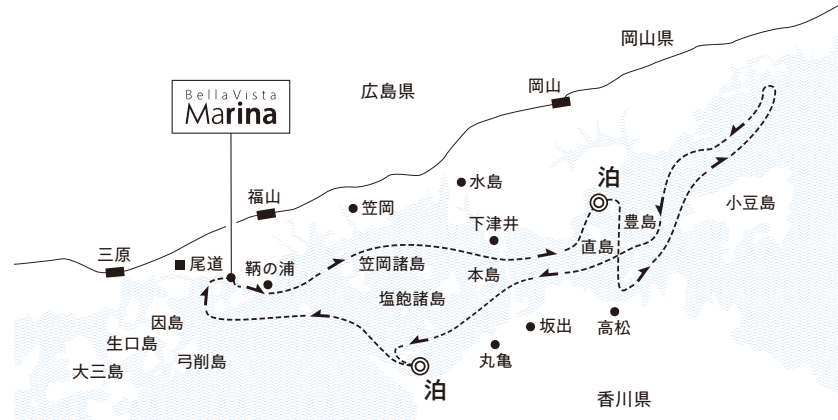 岡山県
広島県
岡山
BellaVista
Marina
水島
泊
福山
笠岡
小豆島
豊島
下津井
直島
三原
尾道
鞆の浦
笠岡諸島
本島
塩飽諸島
因島
坂出
高松
生口島
弓削島
丸亀
大三島
泊
香川県